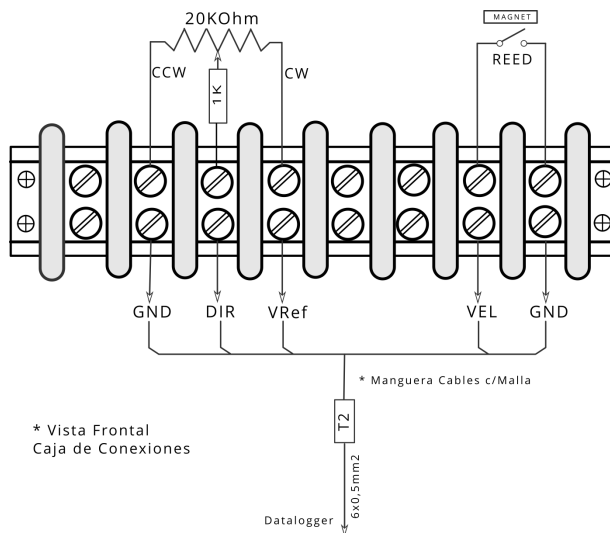 20KOhm
MAGNET
CCW
CW
REED
1K
GND
DIR
VRef
VEL
GND
* Manguera Cables c/Malla
T2
* Vista Frontal
Caja de Conexiones
6x0,5mm2
Datalogger